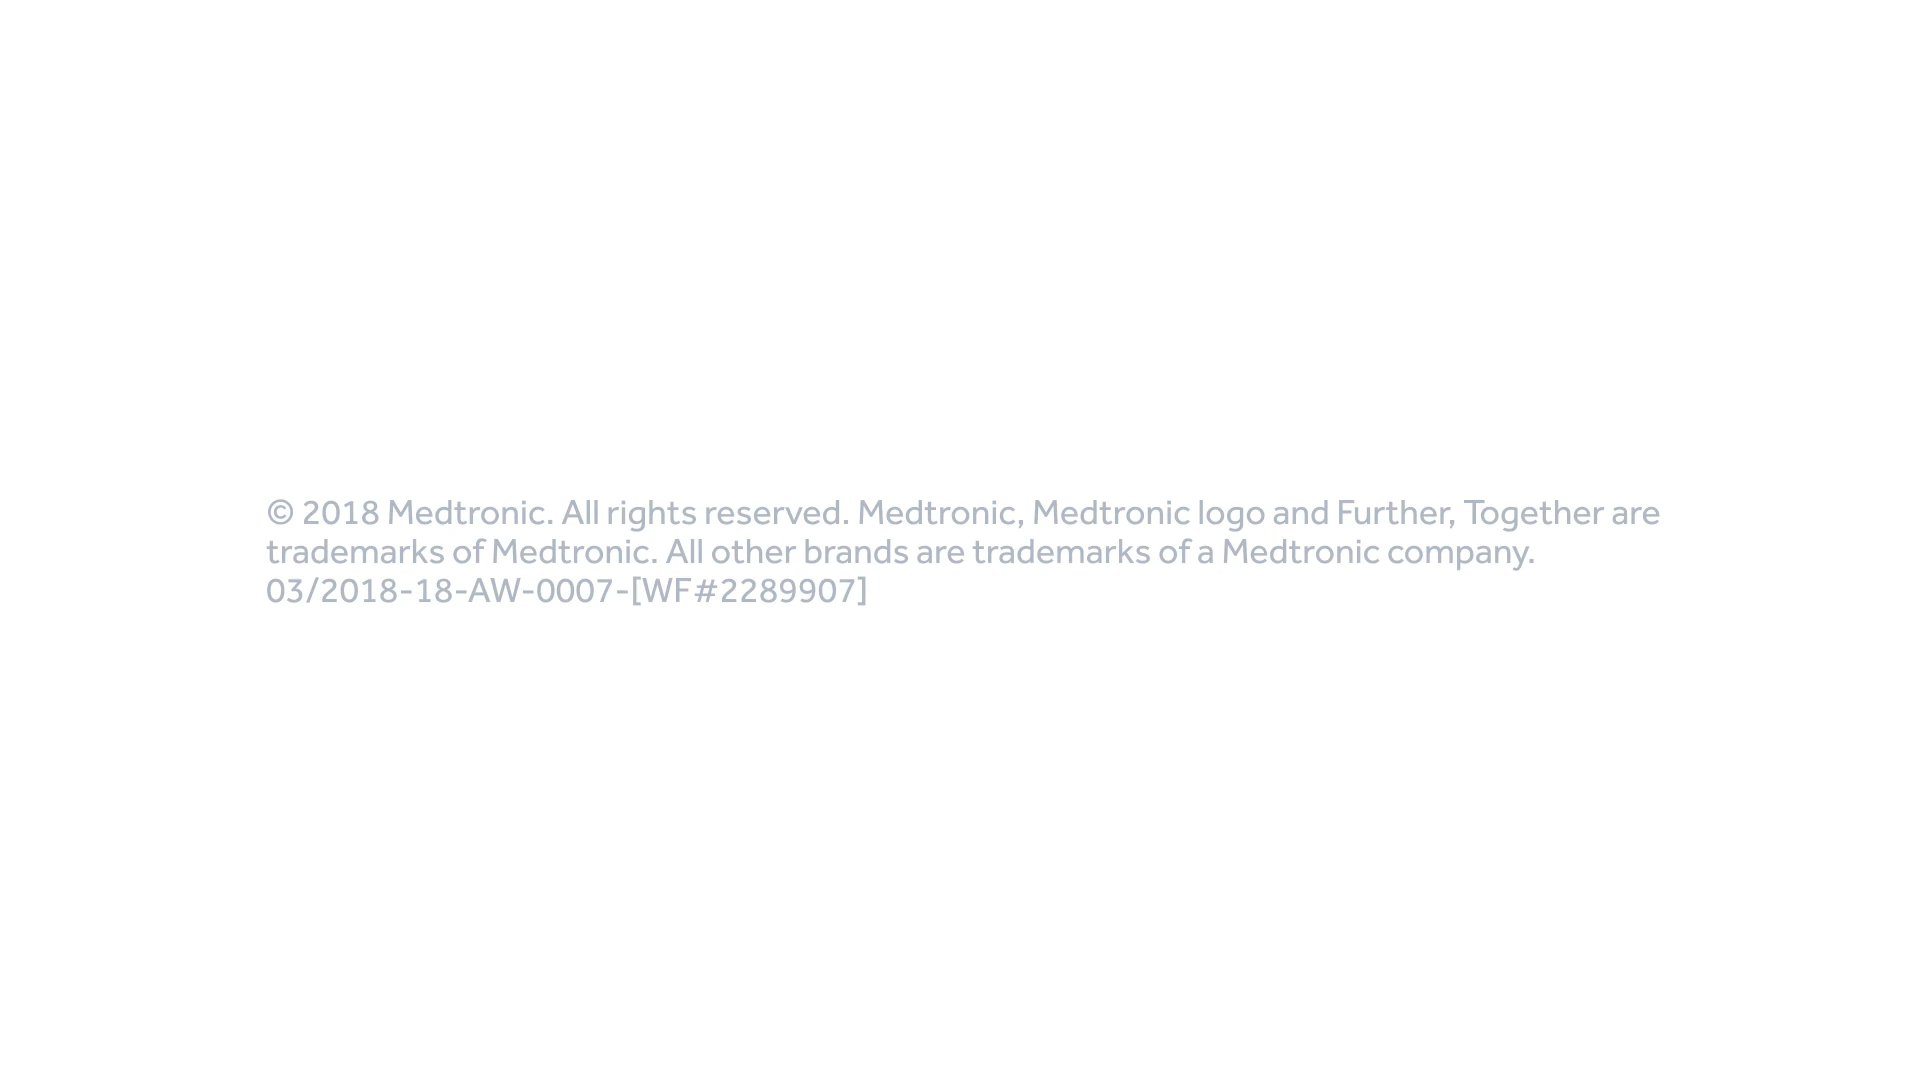 © 2018 Medtronic. All rights reserved. Medtronic, Medtronic logo and Further, Together are
trademarks of Medtronic. All other brands are trademarks of a Medtronic company.
03/2018-18-AW-0007-[WF#2289907]